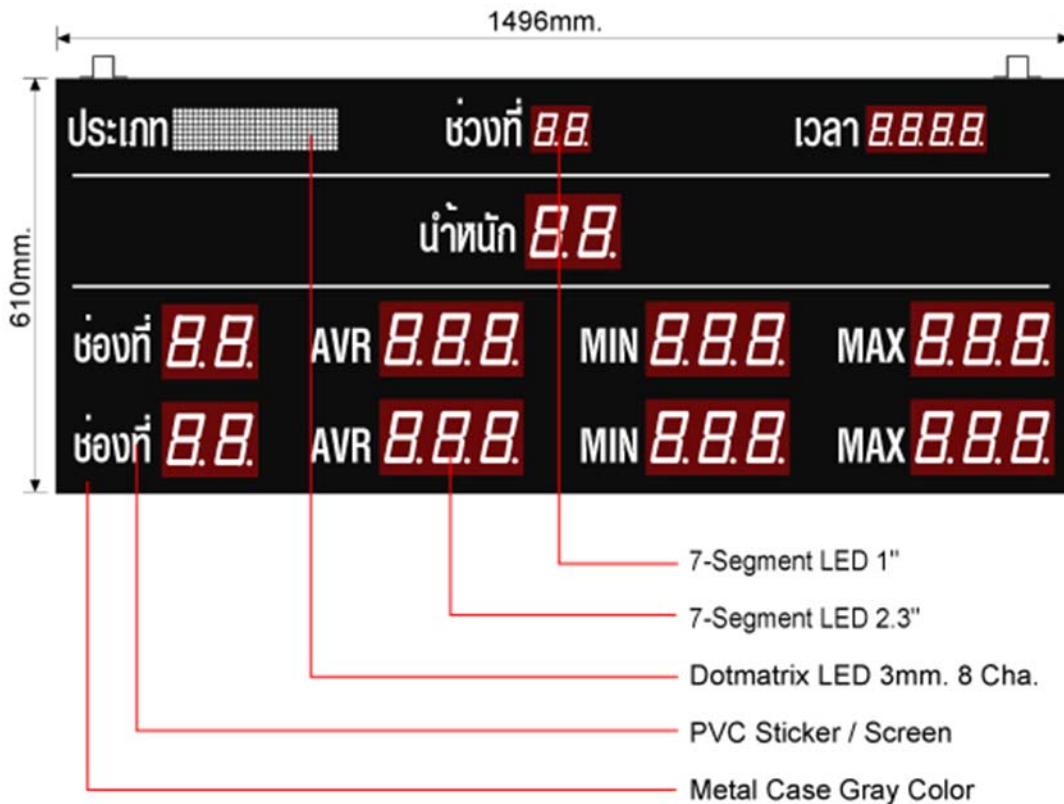 1496mm.
610mm.
ประเภท ช่วงที่ 8.8. เวลา 8.8.8.8.
น้ำหนัก 8.8.
ช่องที่ 8.8. AVR 8.8.8. MIN 8.8.8. MAX 8.8.8.
ช่องที่ 8.8. AVR 8.8.8. MIN 8.8.8. MAX 8.8.8.
7-Segment LED 1"
7-Segment LED 2.3"
Dotmatrix LED 3mm. 8 Cha.
PVC Sticker / Screen
Metal Case Gray Color